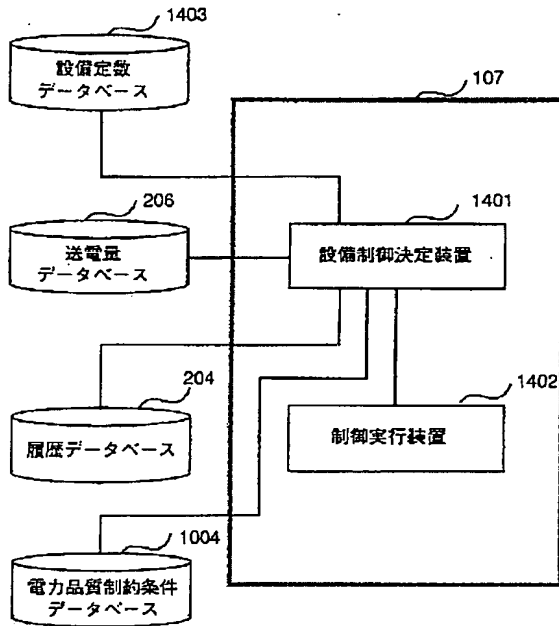 1403
設備定数
データベース
107
206
送電量
データベース
1401
設備制御決定装置
204
履歴データベース
1402
制御実行装置
1004
電力品質制約条件
データベース